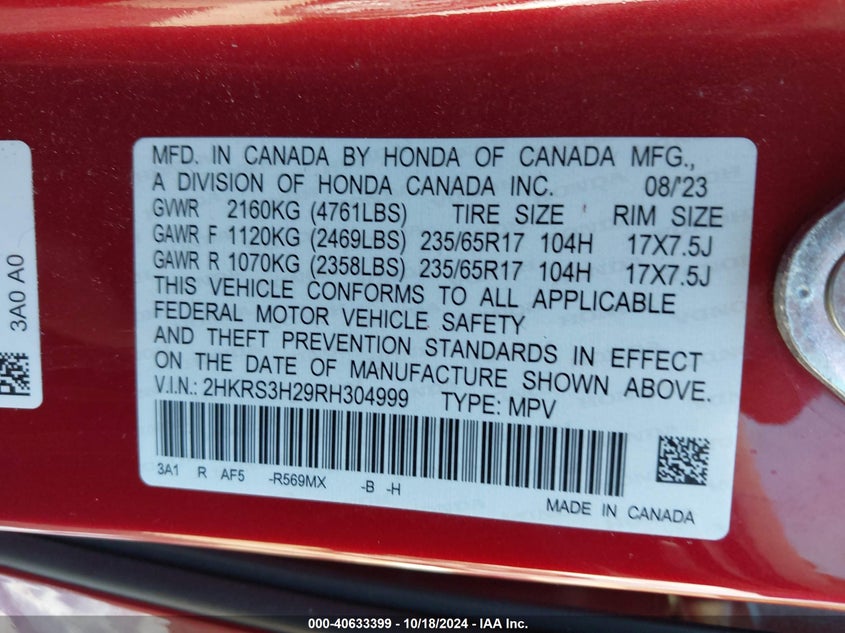 MFD. IN CANADA BY HONDA OF CANADA MFG.,
A DIVISION OF HONDA CANADA INC. 08/'23
GVWR 2160KG (4761LBS) TIRE SIZE RIM SIZE
GAWR F 1120KG (2469LBS) 235/65R17 104H 17X7.5J
GAWR R 1070KG (2358LBS) 235/65R17 104H 17X7.5J
THIS VEHICLE CONFORMS TO ALL APPLICABLE
FEDERAL MOTOR VEHICLE SAFETY
AND THEFT PREVENTION STANDARDS IN EFFECT
ON THE DATE OF MANUFACTURE SHOWN ABOVE.
V.I.N.: 2HKRS3H29RH304999 TYPE: MPV
3A1 R AF5 -R569MX -B -H
MADE IN CANADA
3A0 A0
000-40633399 - 10/18/2024 - IAA Inc.